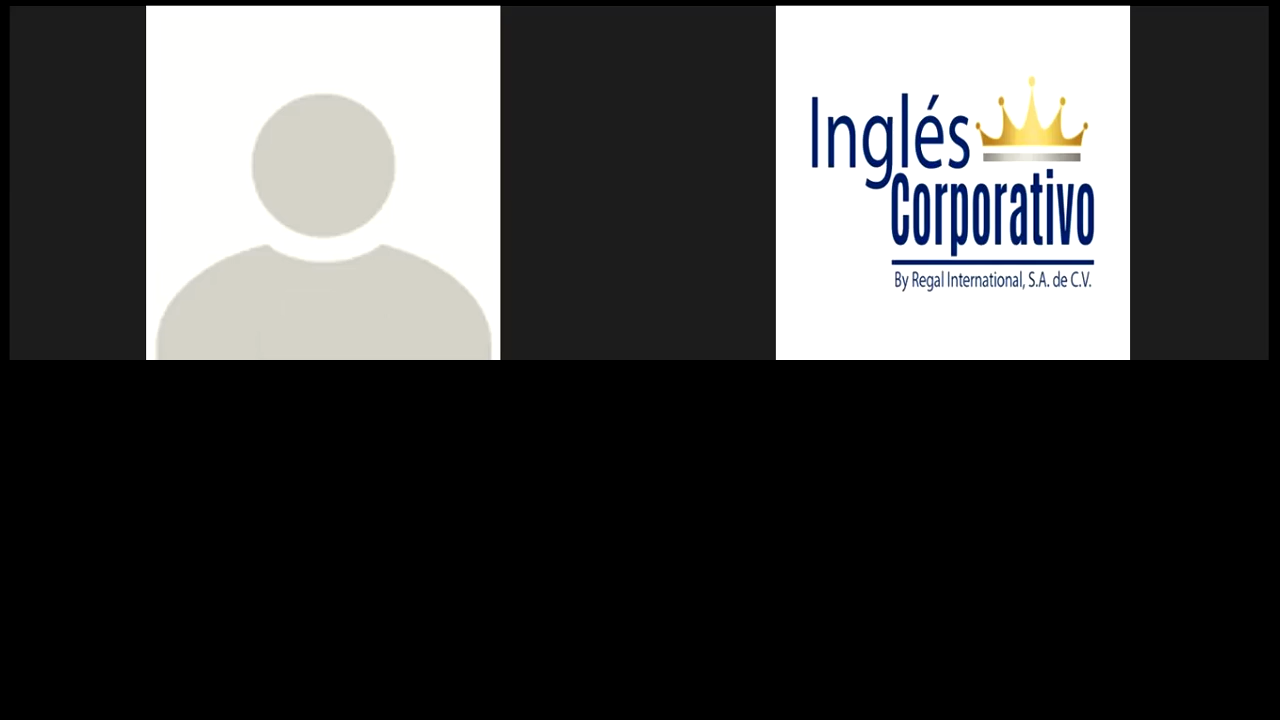 Inglés
Corporativo
By Regal International, S.A. de C.V.